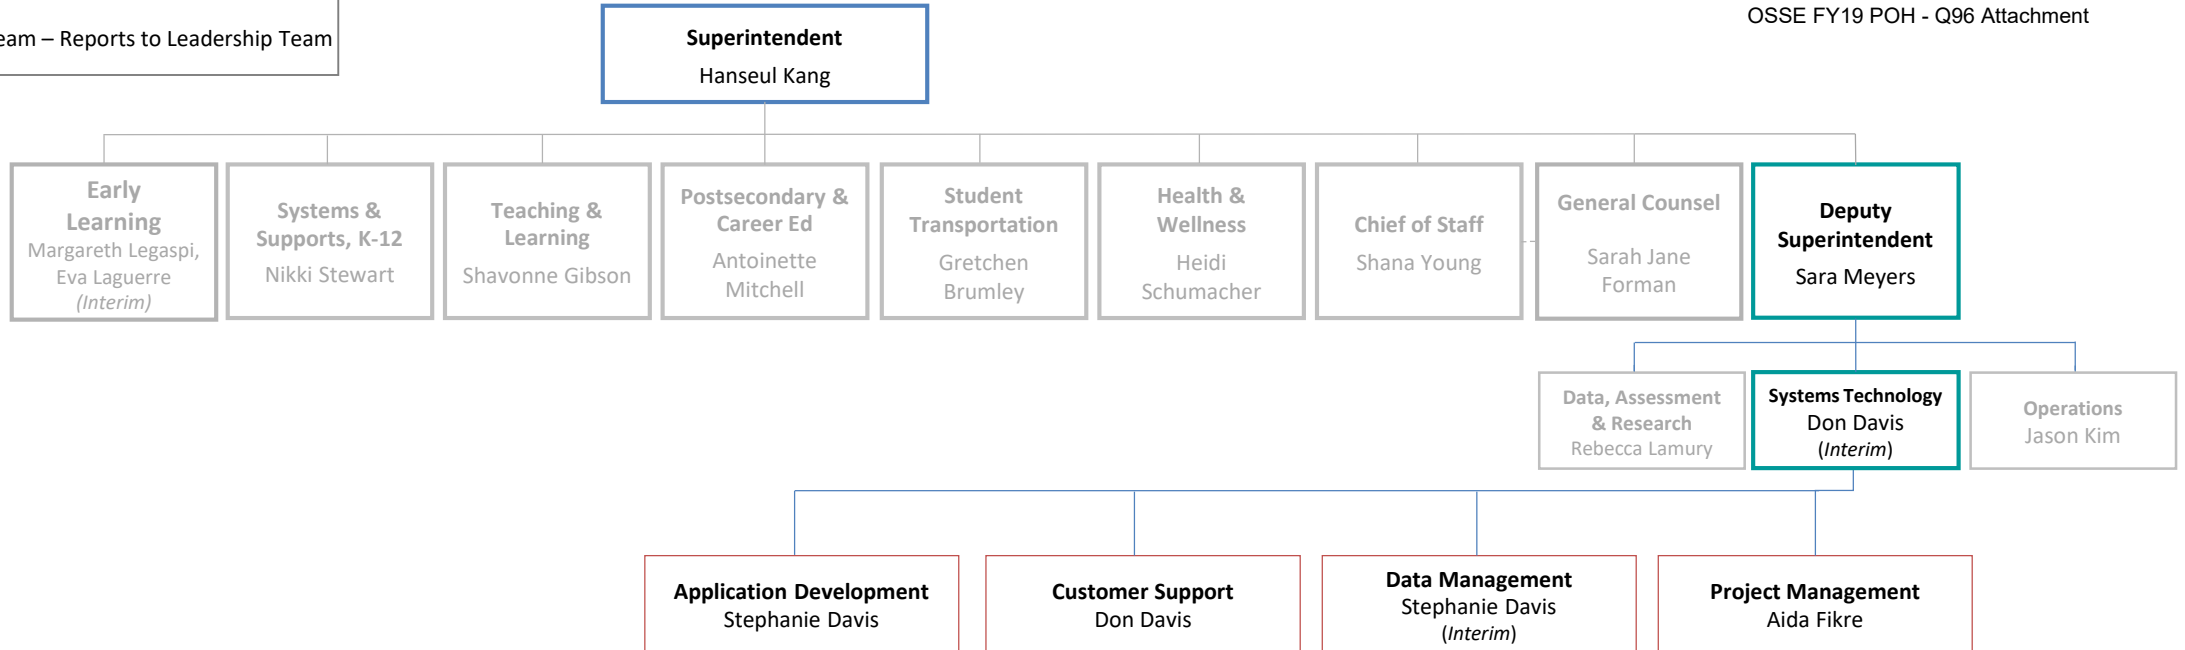 OSSE FY19 POH - Q96 Attachment
eam – Reports to Leadership Team
Superintendent
Hanseul Kang
Early
Learning
Margareth Legaspi,
Eva Laguerre
(Interim)
Systems &
Supports, K-12
Nikki Stewart
Teaching &
Learning
Shavonne Gibson
Postsecondary &
Career Ed
Antoinette
Mitchell
Student
Transportation
Gretchen
Brumley
Health &
Wellness
Heidi
Schumacher
Chief of Staff
Shana Young
General Counsel
Sarah Jane
Forman
Deputy
Superintendent
Sara Meyers
Data, Assessment
& Research
Rebecca Lamury
Systems Technology
Don Davis
(Interim)
Operations
Jason Kim
Application Development
Stephanie Davis
Customer Support
Don Davis
Data Management
Stephanie Davis
(Interim)
Project Management
Aida Fikre